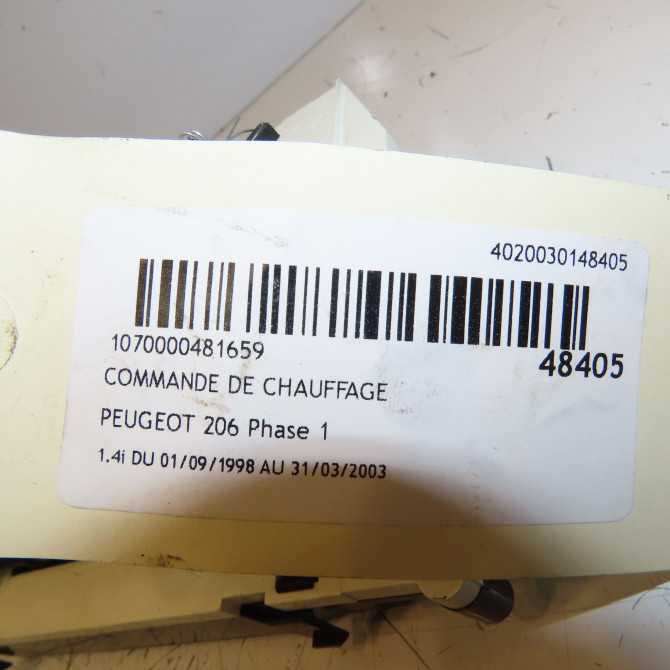 4020030148405
1070000481659
48405
COMMANDE DE CHAUFFAGE
PEUGEOT 206 Phase 1
1.4i DU 01/09/1998 AU 31/03/2003